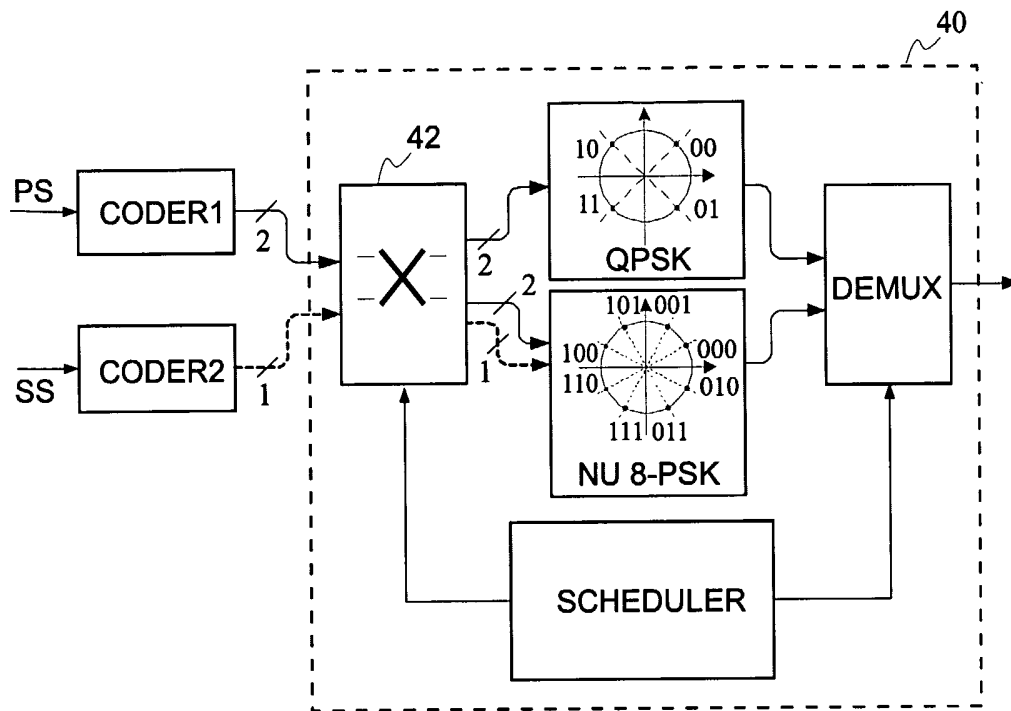 40
42
PS
CODER1
2
SS
CODER2
1
2
2
1
10
00
11
01
QPSK
101
001
100
000
110
010
111
011
NU 8-PSK
DEMUX
SCHEDULER